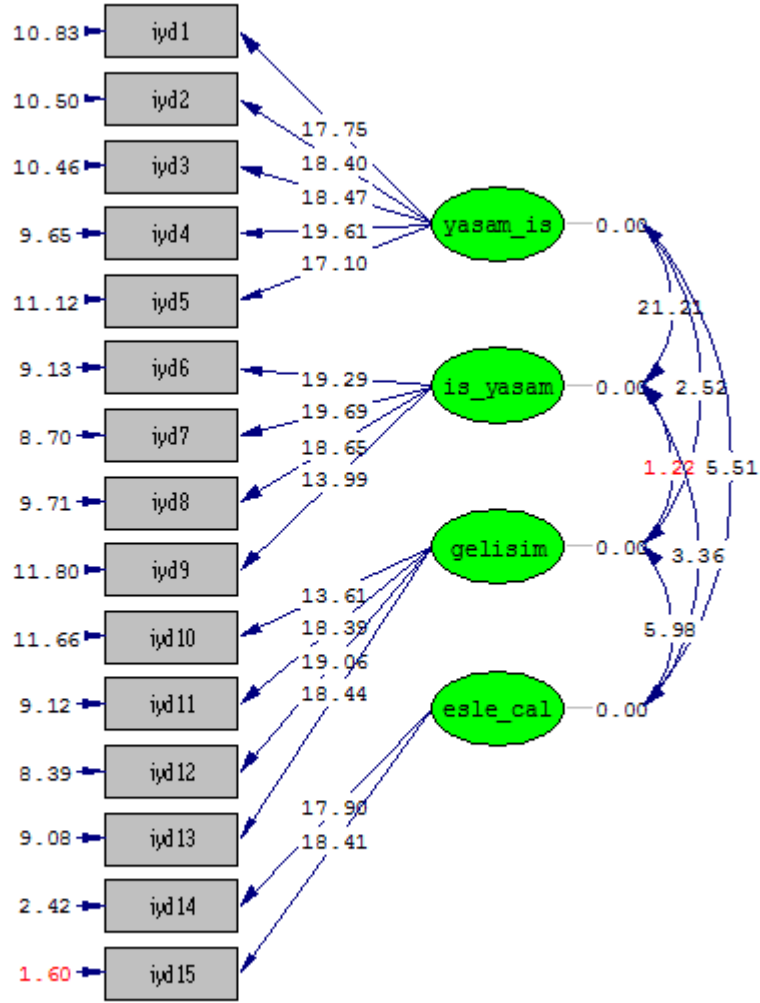 10.83 iyd1
10.50 iyd2
17.75
10.46 iyd3
18.40
18.47
9.65 iyd4 19.61 yasam_is 0.00
17.10
11.12 iyd5
21.21
9.13 iyd6
19.29 is_yasam 0.00 2.52
19.69
8.70 iyd7
18.65
1.22 5.51
13.99
9.71 iyd8
gelisim 0.00 3.36
11.80 iyd9
13.61
11.66 iyd10
18.39 5.98
19.06
18.44
9.12 iyd11 esle_cal 0.00
8.39 iyd12
17.90
9.08 iyd13 18.41
2.42 iyd14
1.60 iyd15